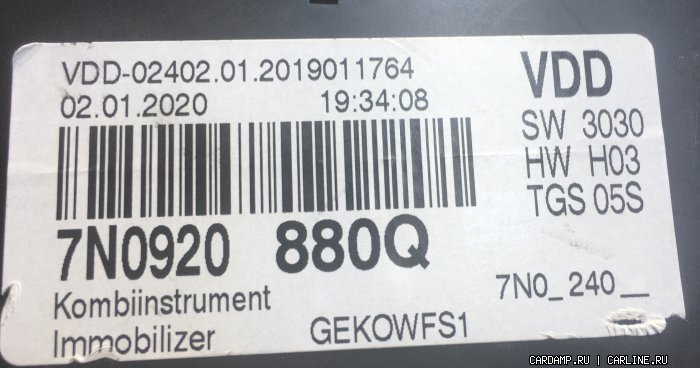 VDD-02402.01.2019011764
02.01.2020 19:34:08
VDD
SW 3030
HW H03
TGS 05S
7N0920 880Q
7N0_240__
Kombiinstrument
Immobilizer GEKOWFS1
CARDAMP.RU | CARLINE.RU